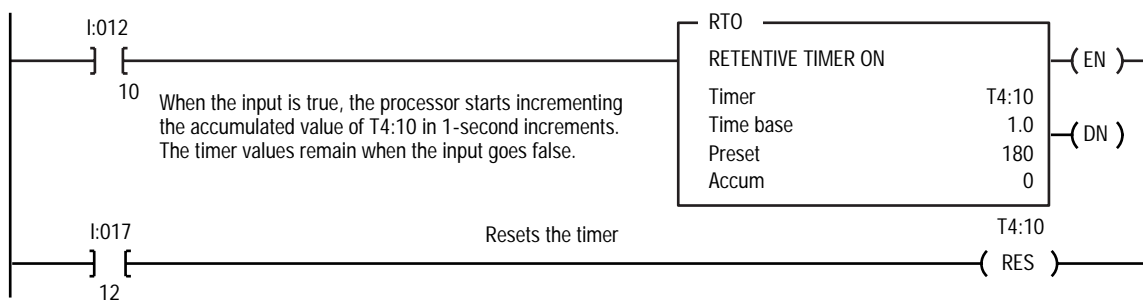 I:012
10
When the input is true, the processor starts incrementing
the accumulated value of T4:10 in 1-second increments.
The timer values remain when the input goes false.
RTO
RETENTIVE TIMER ON
Timer T4:10
Time base 1.0
Preset 180
Accum 0
EN
DN
I:017
12
Resets the timer
T4:10
RES